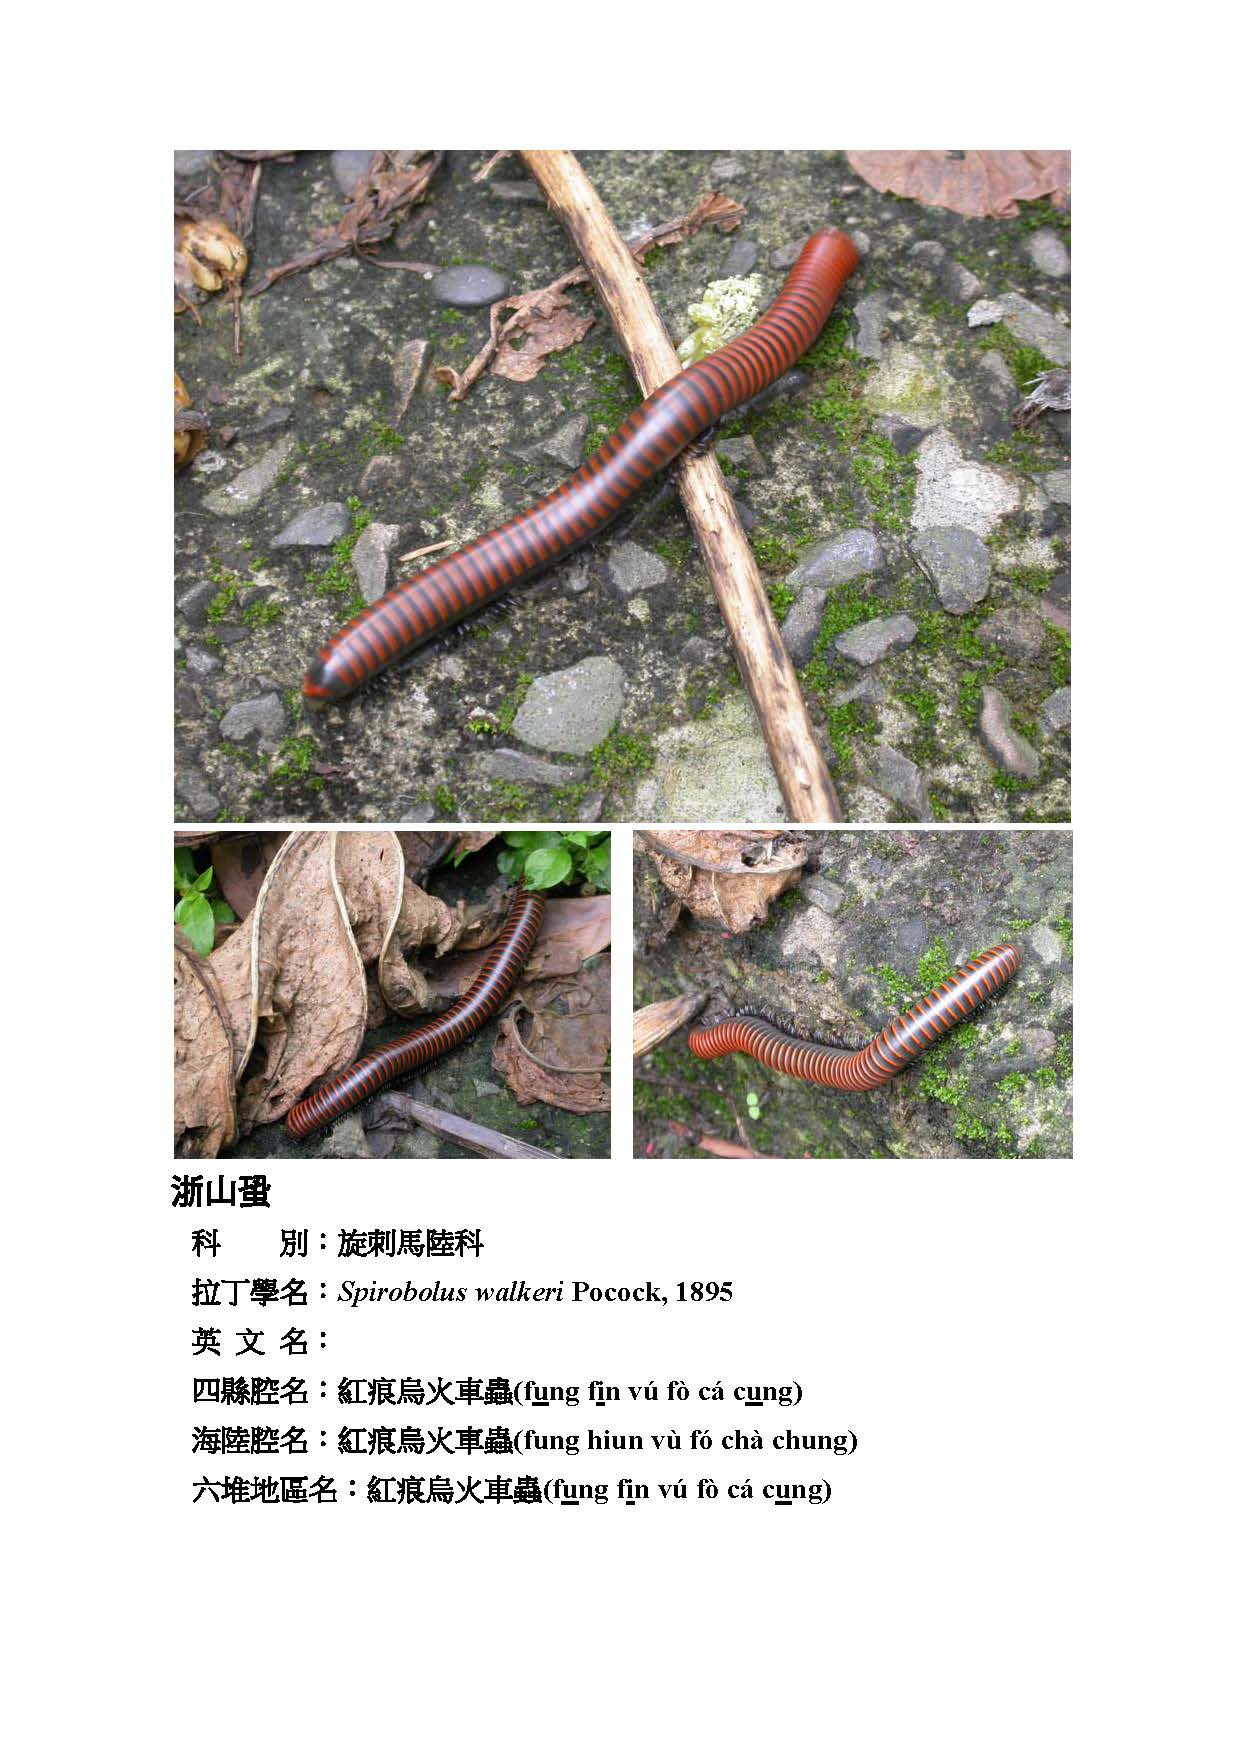 浙山蛩
科　　別：旋刺馬陸科
拉丁學名：Spirobolus walkeri Pocock, 1895
英 文 名：
四縣腔名：紅痕烏火車蟲(fung fin vú fò cá cung)
海陸腔名：紅痕烏火車蟲(fung hiun vù fó chà chung)
六堆地區名：紅痕烏火車蟲(fung fin vú fò cá cung)